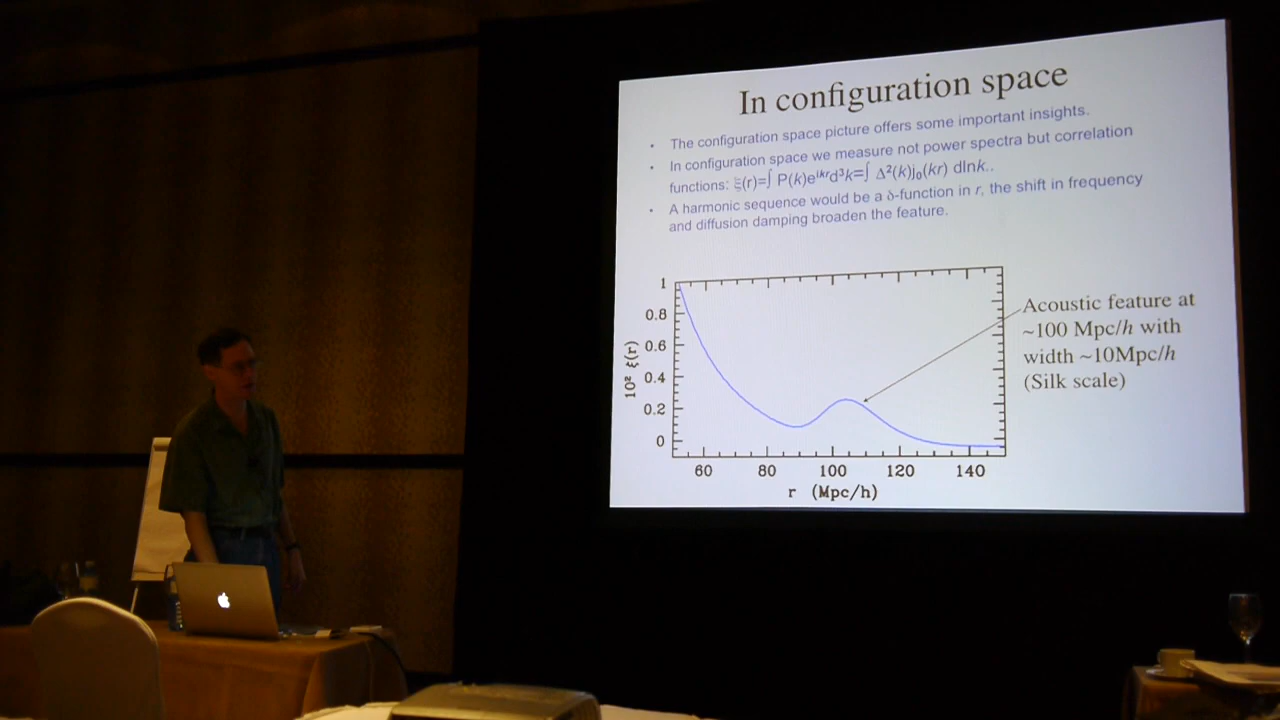 In configuration space
• The configuration space picture offers some important insights.
• In configuration space we measure not power spectra but correlation
functions: ξ(r)=∫ P(k)e^ikr d³k=∫ Δ²(k)j₀(kr) dlnk..
• A harmonic sequence would be a δ-function in r, the shift in frequency
and diffusion damping broaden the feature.
1
0.8
0.6
0.4
0.2
0
10² ξ(r)
60 80 100 120 140
r (Mpc/h)
Acoustic feature at
~100 Mpc/h with
width ~10Mpc/h
(Silk scale)